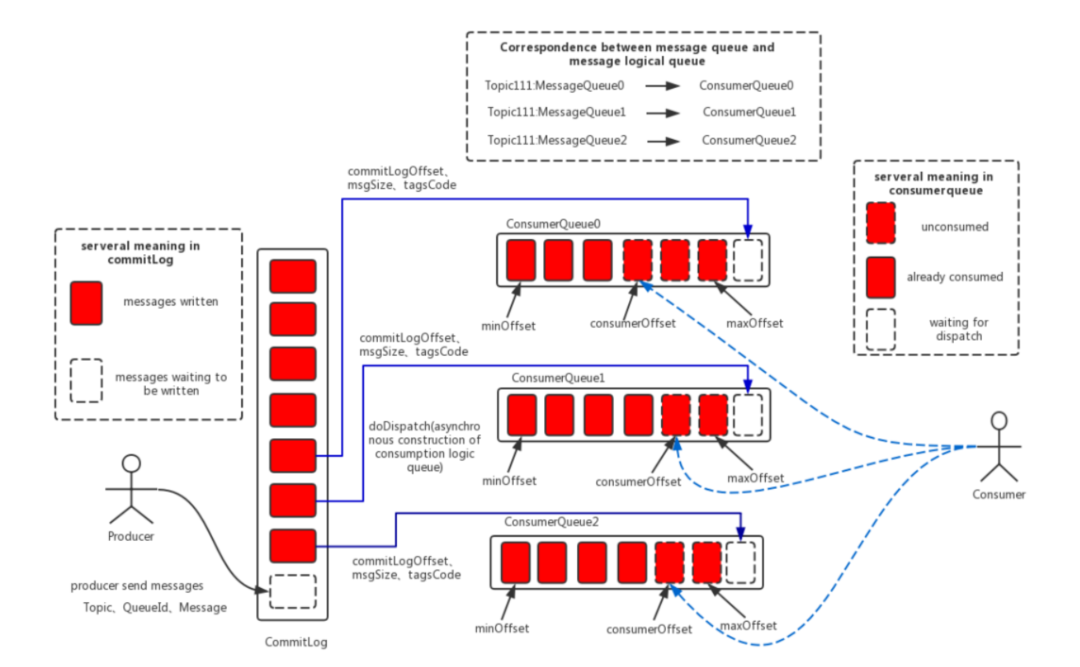 Correspondence between message queue and
message logical queue
Topic111:MessageQueue0
ConsumerQueue0
Topic111:MessageQueue1
ConsumerQueue1
Topic111:MessageQueue2
ConsumerQueue2
serveral meaning in
consumerqueue
unconsumed
already consumed
waiting for
dispatch
serveral meaning in
commitLog
messages written
messages waiting to
be written
commitLogOffset、
msgSize、tagsCode
ConsumerQueue0
minOffset
consumerOffset
maxOffset
commitLogOffset、
msgSize、tagsCode
ConsumerQueue1
doDispatch(asynchro
nous construction of
consumption logic
queue)
minOffset
consumerOffset
maxOffset
ConsumerQueue2
commitLogOffset、
msgSize、tagsCode
minOffset
consumerOffset
maxOffset
Producer
producer send messages
Topic、QueueId、Message
CommitLog
Consumer